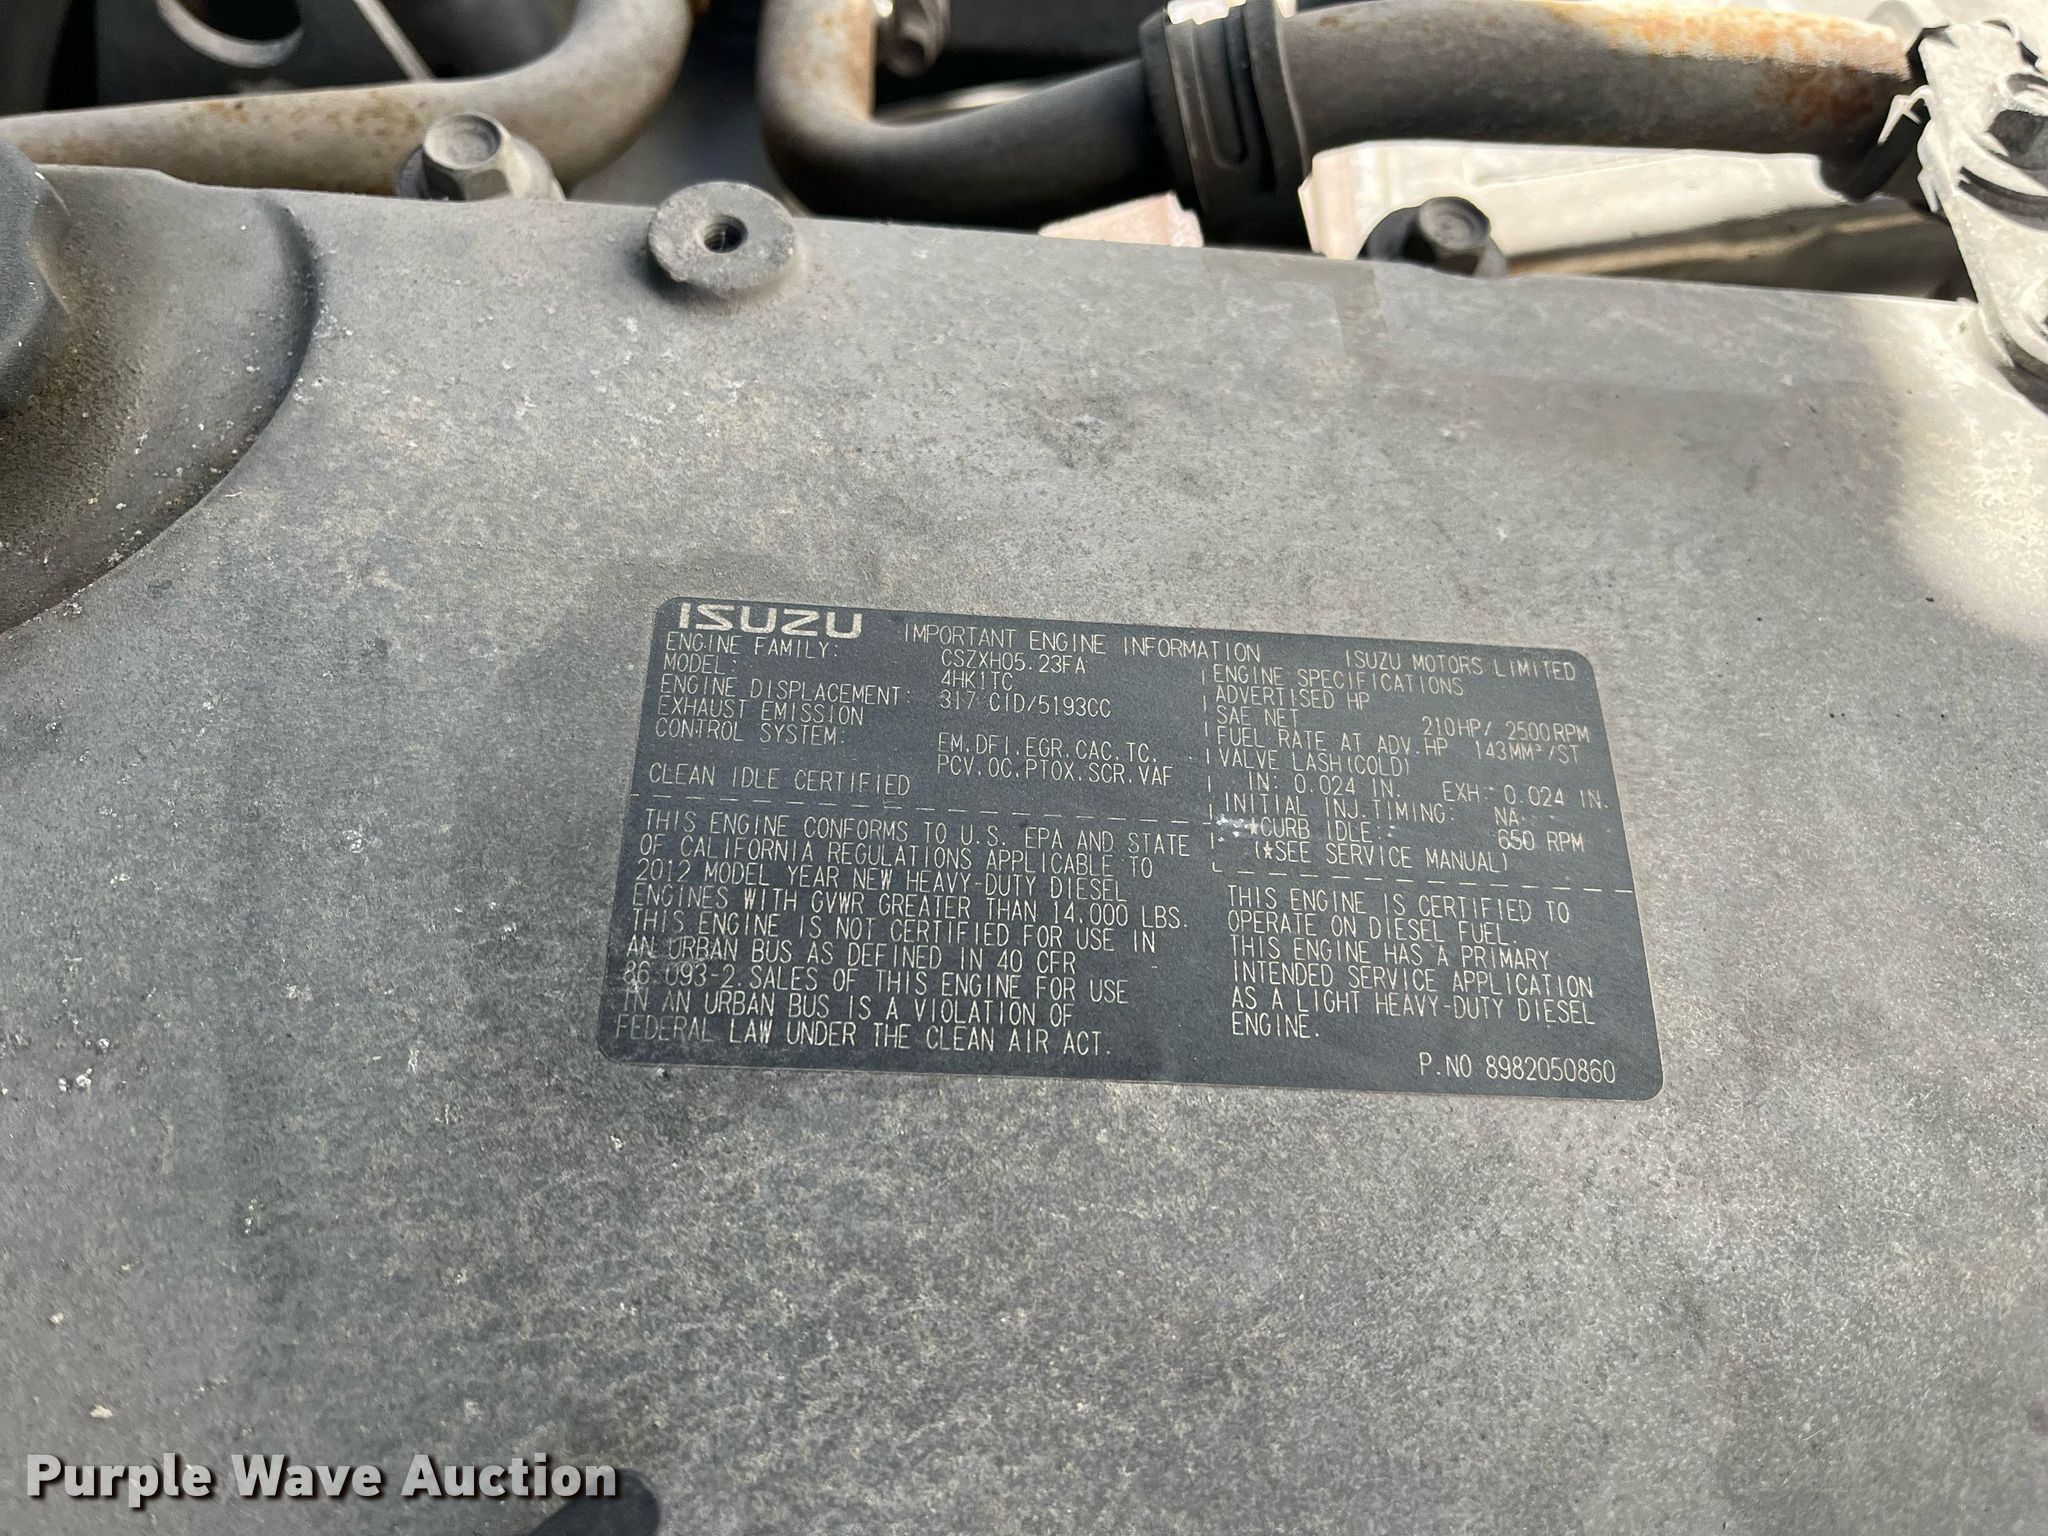 ISUZU IMPORTANT ENGINE INFORMATION ISUZU MOTORS LIMITED
ENGINE FAMILY: CSZXH05.23FA
MODEL: 4HK1TC
ENGINE DISPLACEMENT: 317 CID/5193CC
EXHAUST EMISSION
CONTROL SYSTEM: EM.DFI.EGR.CAC.TC.
PCV.OC.PTOX.SCR.VAF
CLEAN IDLE CERTIFIED
ENGINE SPECIFICATIONS
ADVERTISED HP
SAE NET 210HP/ 2500RPM
FUEL RATE AT ADV.HP 143MM³/ST
VALVE LASH(COLD)
IN: 0.024 IN. EXH: 0.024 IN.
INITIAL INJ.TIMING: NA
*CURB IDLE: 650 RPM
(*SEE SERVICE MANUAL)
THIS ENGINE CONFORMS TO U.S. EPA AND STATE
OF CALIFORNIA REGULATIONS APPLICABLE TO
2012 MODEL YEAR NEW HEAVY-DUTY DIESEL
ENGINES WITH GVWR GREATER THAN 14.000 LBS.
THIS ENGINE IS NOT CERTIFIED FOR USE IN
AN URBAN BUS AS DEFINED IN 40 CFR
86-093-2.SALES OF THIS ENGINE FOR USE
IN AN URBAN BUS IS A VIOLATION OF
FEDERAL LAW UNDER THE CLEAN AIR ACT.
THIS ENGINE IS CERTIFIED TO
OPERATE ON DIESEL FUEL.
THIS ENGINE HAS A PRIMARY
INTENDED SERVICE APPLICATION
AS A LIGHT HEAVY-DUTY DIESEL
ENGINE.
P.NO 8982050860
Purple Wave Auction